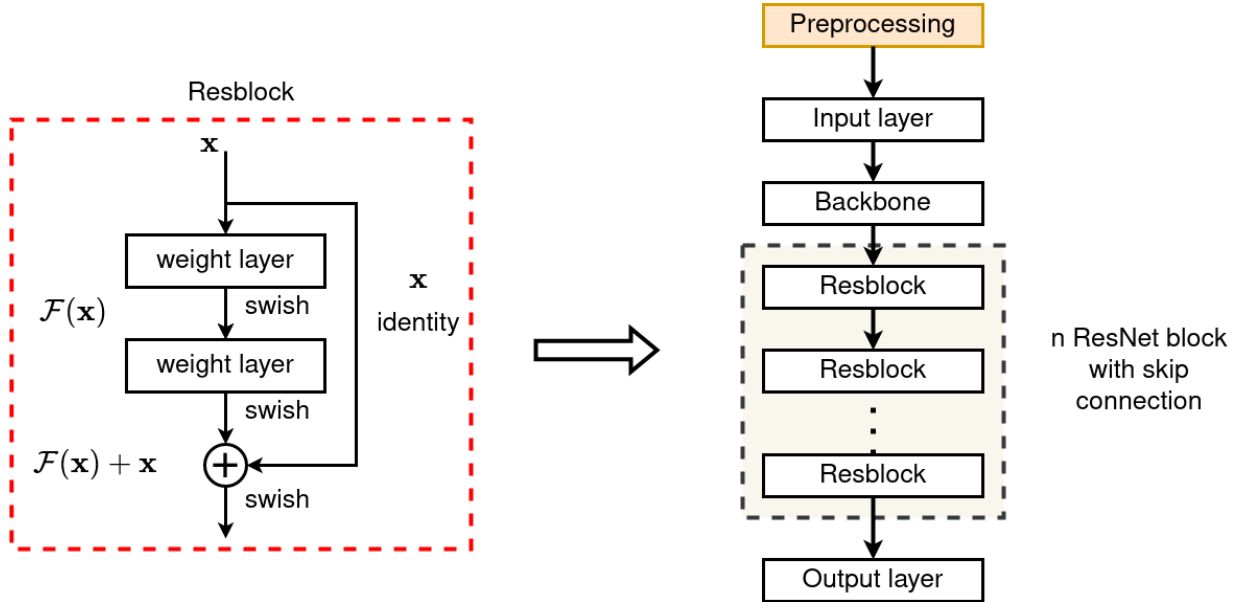 Resblock
x
weight layer
swish
F(x)
x
identity
weight layer
swish
F(x) + x
+
swish
Preprocessing
Input layer
Backbone
Resblock
Resblock
Resblock
Output layer
n ResNet block
with skip
connection